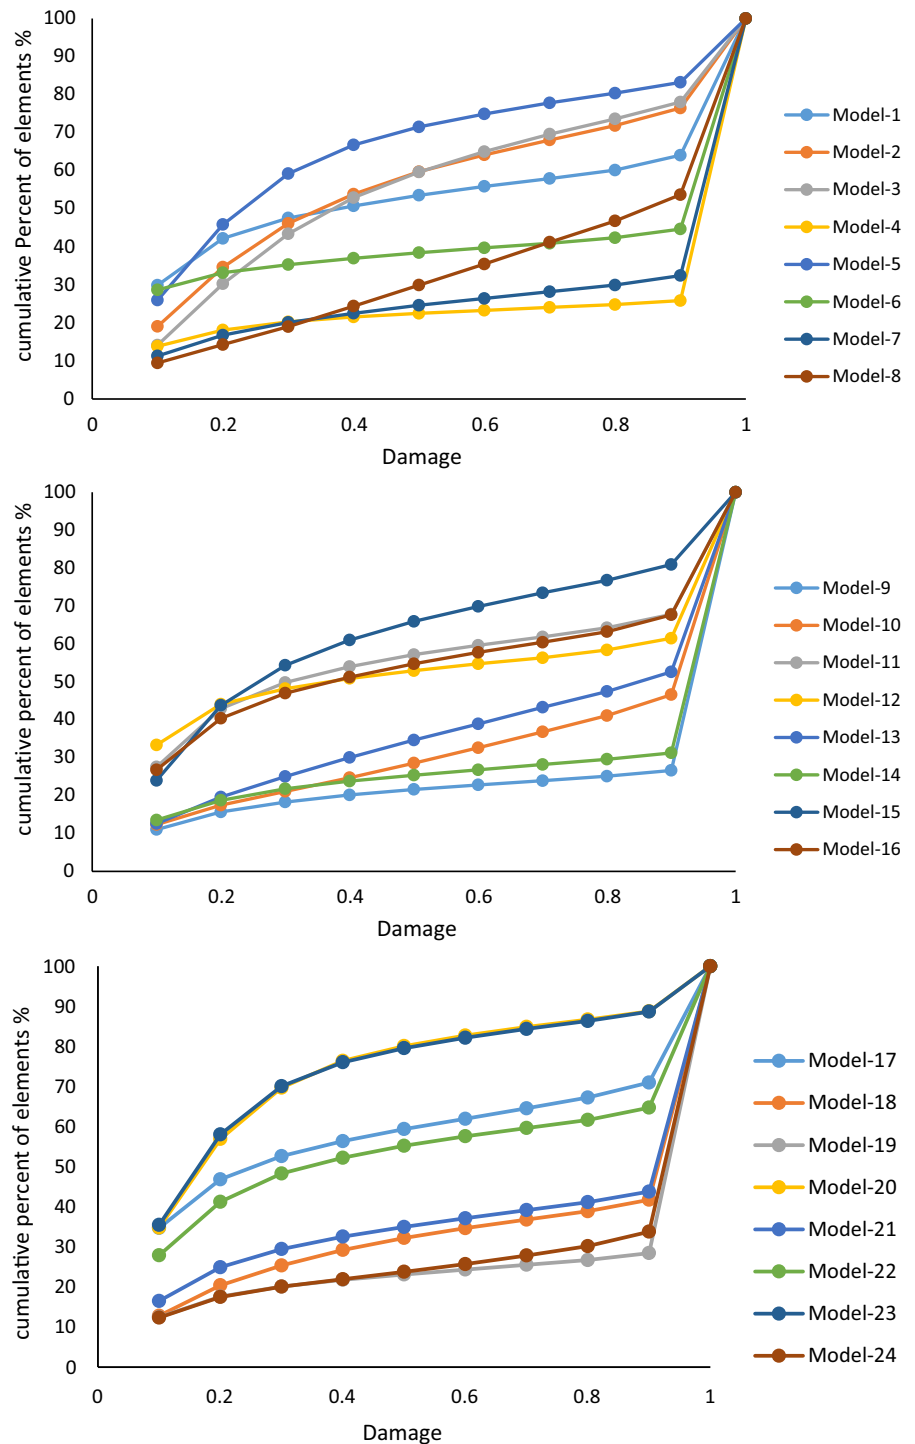 cumulative Percent of elements %
100
90
80
70
60
50
40
30
20
10
0
0 0.2 0.4 0.6 0.8 1
Damage
Model-1
Model-2
Model-3
Model-4
Model-5
Model-6
Model-7
Model-8
cumulative percent of elements %
100
90
80
70
60
50
40
30
20
10
0
0 0.2 0.4 0.6 0.8 1
Damage
Model-9
Model-10
Model-11
Model-12
Model-13
Model-14
Model-15
Model-16
cumulative percent of elements %
100
90
80
70
60
50
40
30
20
10
0
0 0.2 0.4 0.6 0.8 1
Damage
Model-17
Model-18
Model-19
Model-20
Model-21
Model-22
Model-23
Model-24